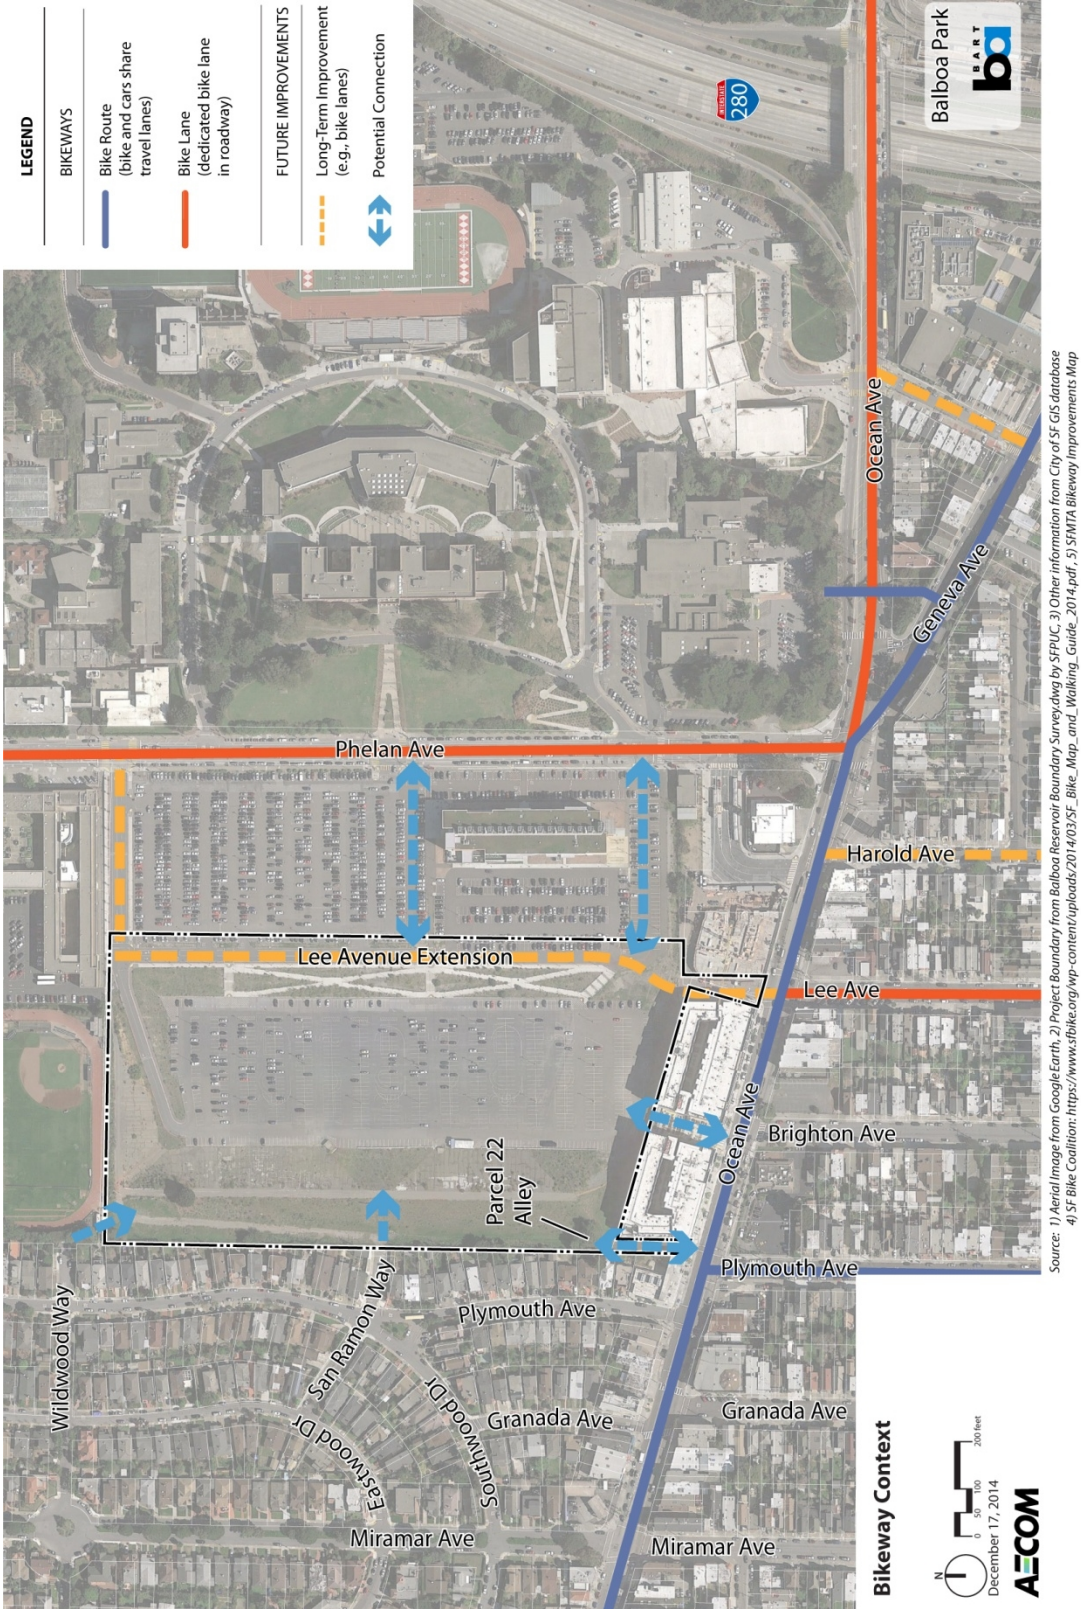 LEGEND
BIKEWAYS
Bike Route
(bike and cars share
travel lanes)
Bike Lane
(dedicated bike lane
in roadway)
FUTURE IMPROVEMENTS
Long-Term Improvement
(e.g., bike lanes)
Potential Connection
INTERSTATE
280
Balboa Park
BART
ba
Phelan Ave
Ocean Ave
Geneva Ave
Harold Ave
Lee Avenue Extension
Lee Ave
Brighton Ave
Ocean Ave
Parcel 22
Alley
Plymouth Ave
Plymouth Ave
Wildwood Way
San Ramon Way
Eastwood Dr
Southwood Dr
Granada Ave
Granada Ave
Miramar Ave
Miramar Ave
Bikeway Context
N
0 50 100 200 feet
December 17, 2014
AECOM
Source: 1) Aerial Image from Google Earth, 2) Project Boundary from Balboa Reservoir Boundary Survey.dwg by SFPUC, 3) Other information from City of SF GIS database
4) SF Bike Coalition: https://www.sfbike.org/wp-content/uploads/2014/03/SF_Bike_Map_and_Walking_Guide_2014.pdf, 5) SFMTA Bikeway Improvements Map